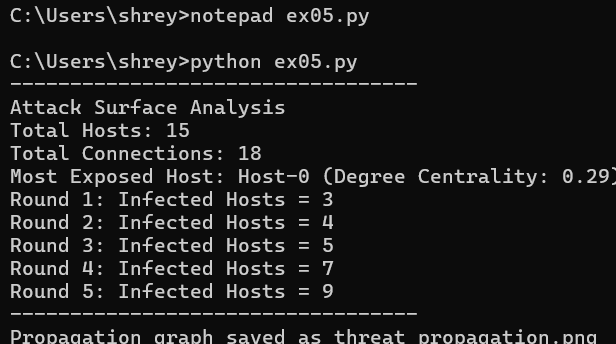 C:\Users\shrey>notepad ex05.py
C:\Users\shrey>python ex05.py
----------------------------------
Attack Surface Analysis
Total Hosts: 15
Total Connections: 18
Most Exposed Host: Host-0 (Degree Centrality: 0.29)
Round 1: Infected Hosts = 3
Round 2: Infected Hosts = 4
Round 3: Infected Hosts = 5
Round 4: Infected Hosts = 7
Round 5: Infected Hosts = 9
----------------------------------
Propagation graph saved as threat_propagation.png